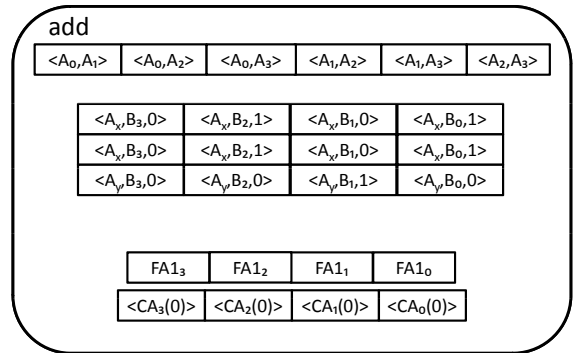 add
<A₀,A₁> <A₀,A₂> <A₀,A₃> <A₁,A₂> <A₁,A₃> <A₂,A₃>
<Aₓ,B₃,0> <Aₓ,B₂,1> <Aₓ,B₁,0> <Aₓ,B₀,1>
<Aₓ,B₃,0> <Aₓ,B₂,1> <Aₓ,B₁,0> <Aₓ,B₀,1>
<Aᵧ,B₃,0> <Aᵧ,B₂,0> <Aᵧ,B₁,1> <Aᵧ,B₀,0>
FA1₃ FA1₂ FA1₁ FA1₀
<CA₃(0)> <CA₂(0)> <CA₁(0)> <CA₀(0)>